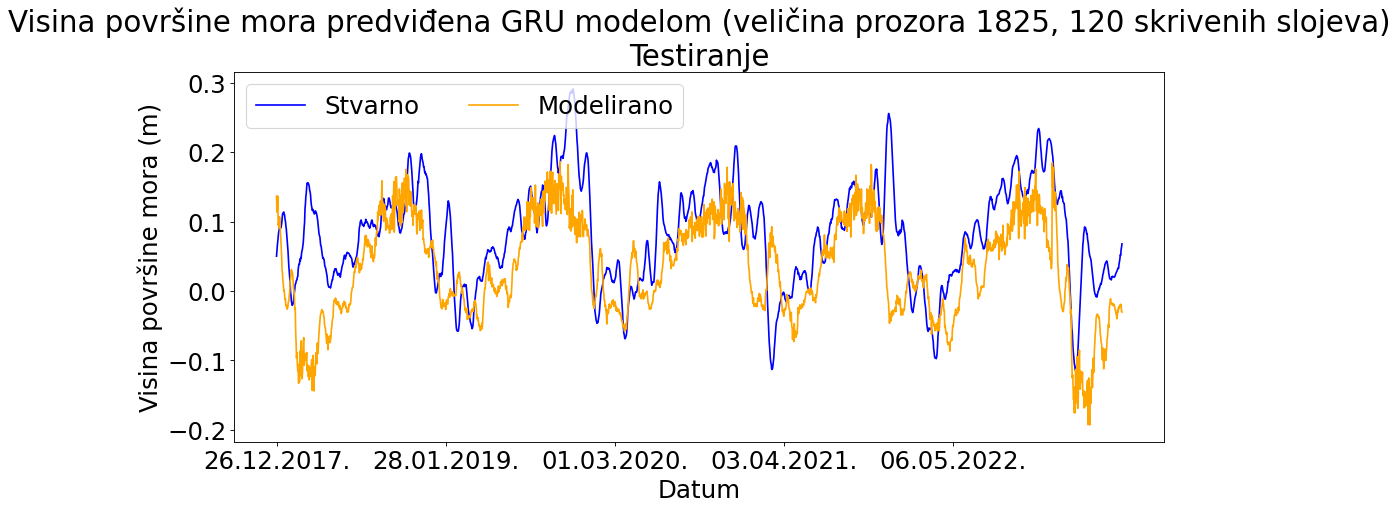 Visina površine mora predviđena GRU modelom (veličina prozora 1825, 120 skrivenih slojeva)
Testiranje
Stvarno
Modelirano
Visina površine mora (m)
0.3
0.2
0.1
0.0
−0.1
−0.2
26.12.2017.
28.01.2019.
01.03.2020.
03.04.2021.
06.05.2022.
Datum